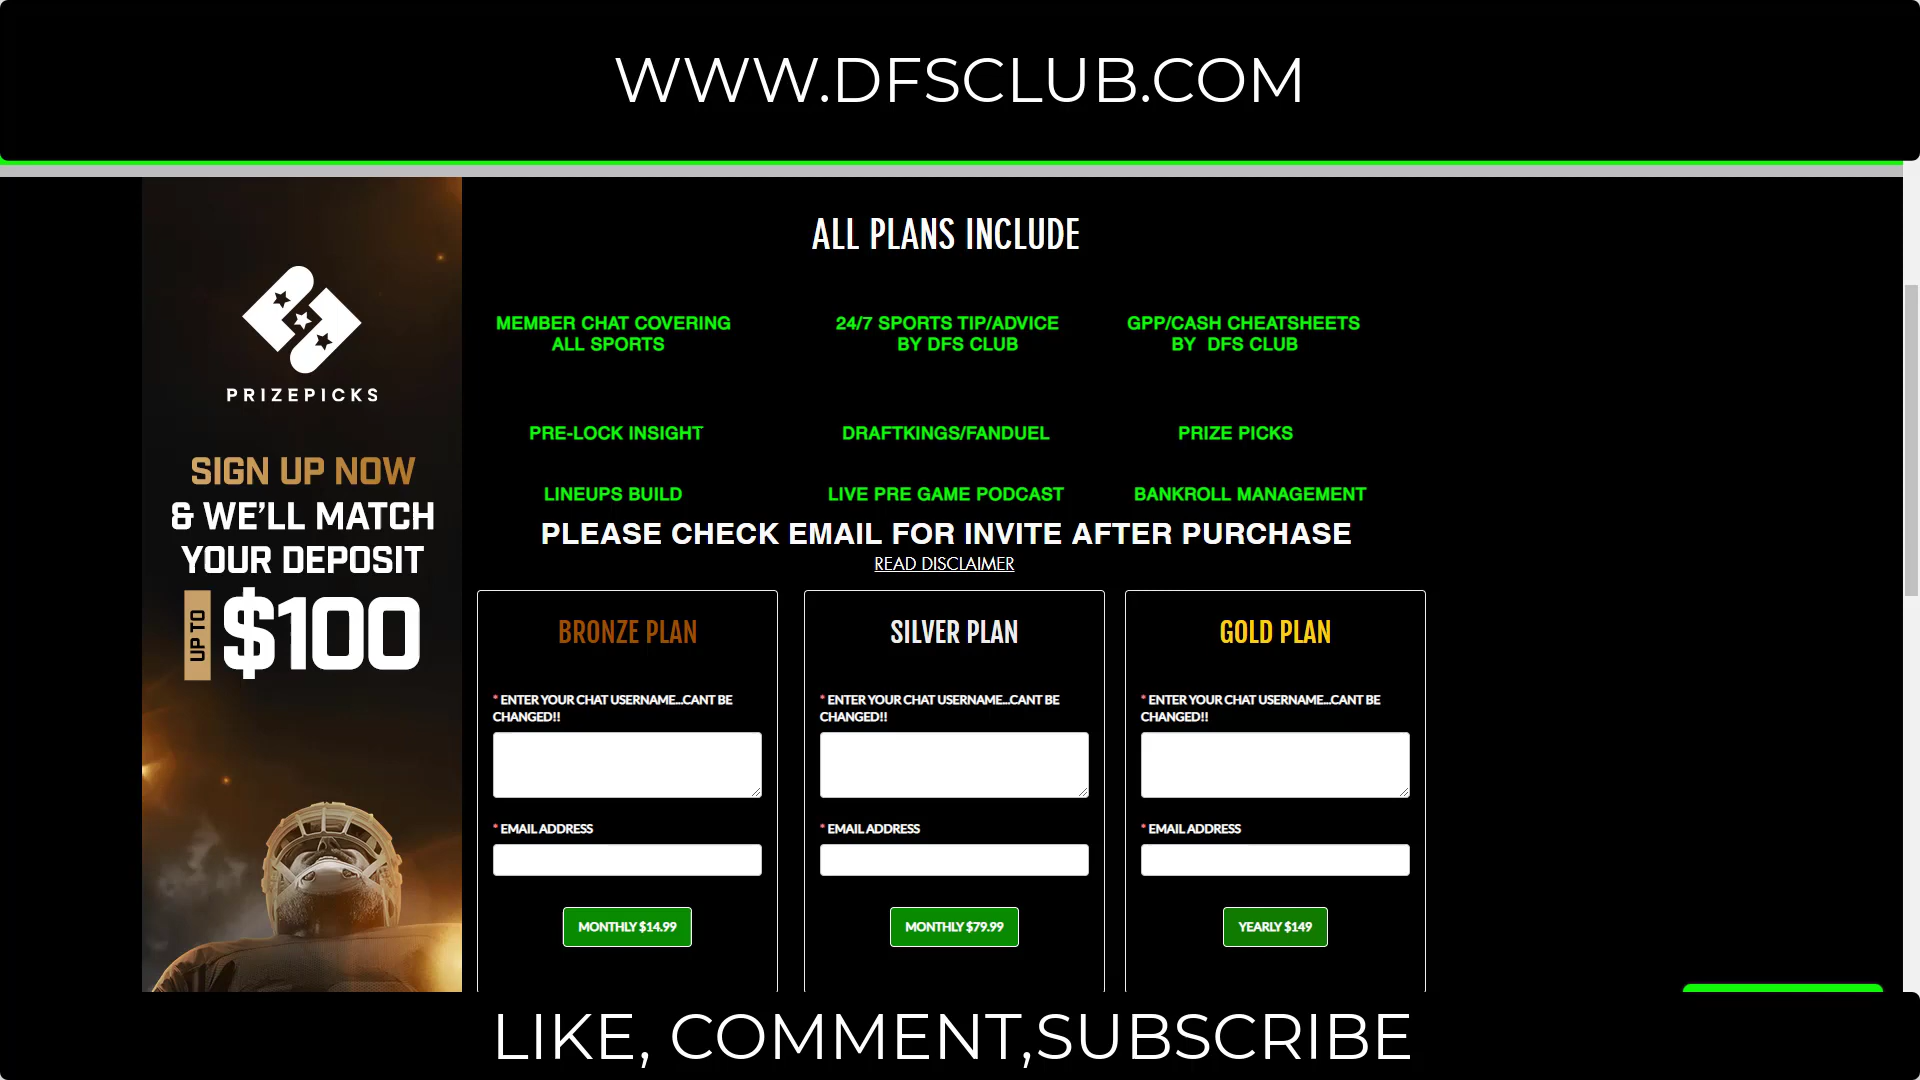 WWW.DFSCLUB.COM
PRIZEPICKS
SIGN UP NOW
& WE'LL MATCH
YOUR DEPOSIT
UP TO $100
ALL PLANS INCLUDE
MEMBER CHAT COVERING
ALL SPORTS
24/7 SPORTS TIP/ADVICE
BY DFS CLUB
GPP/CASH CHEATSHEETS
BY DFS CLUB
PRE-LOCK INSIGHT
DRAFTKINGS/FANDUEL
PRIZE PICKS
LINEUPS BUILD
LIVE PRE GAME PODCAST
BANKROLL MANAGEMENT
PLEASE CHECK EMAIL FOR INVITE AFTER PURCHASE
READ DISCLAIMER
BRONZE PLAN
* ENTER YOUR CHAT USERNAME...CANT BE
CHANGED!!
* EMAIL ADDRESS
MONTHLY $14.99
SILVER PLAN
* ENTER YOUR CHAT USERNAME...CANT BE
CHANGED!!
* EMAIL ADDRESS
MONTHLY $79.99
GOLD PLAN
* ENTER YOUR CHAT USERNAME...CANT BE
CHANGED!!
* EMAIL ADDRESS
YEARLY $149
LIKE, COMMENT,SUBSCRIBE